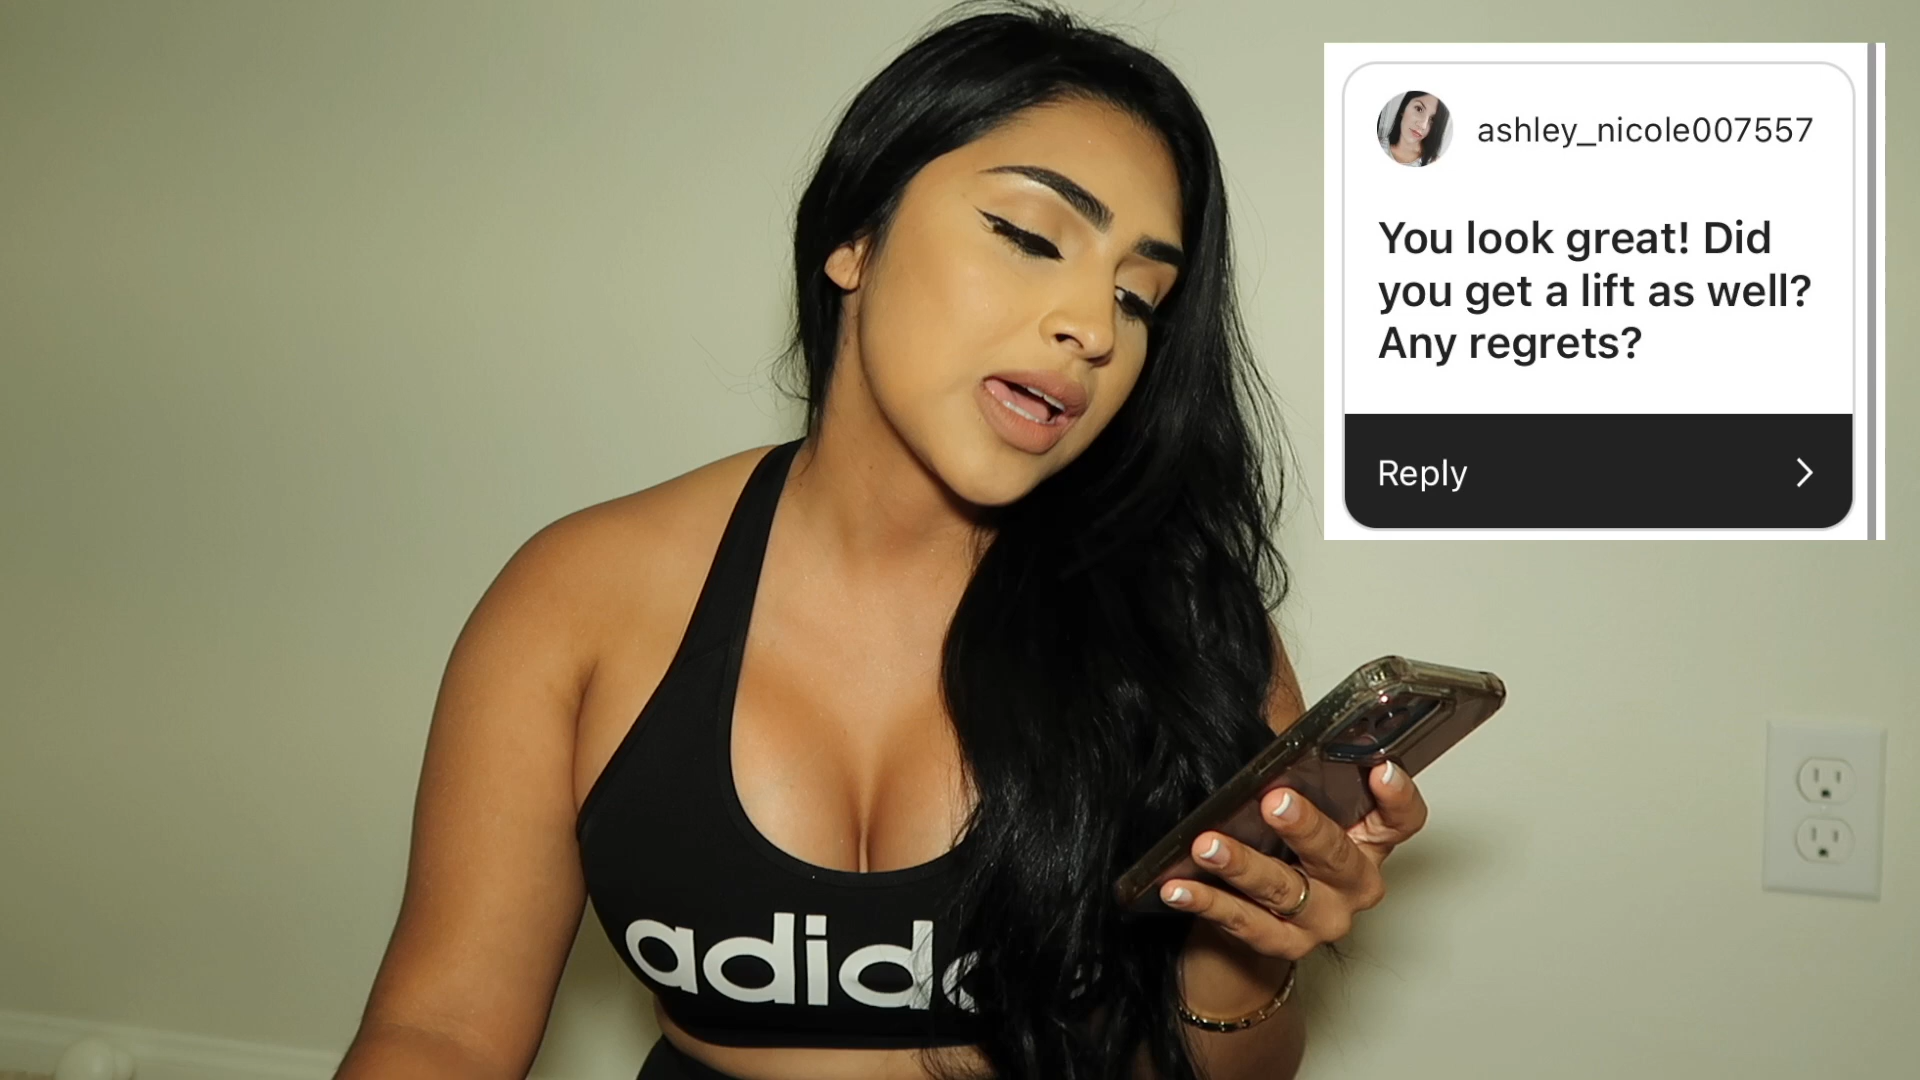 ashley_nicole007557
You look great! Did
you get a lift as well?
Any regrets?
Reply
adid